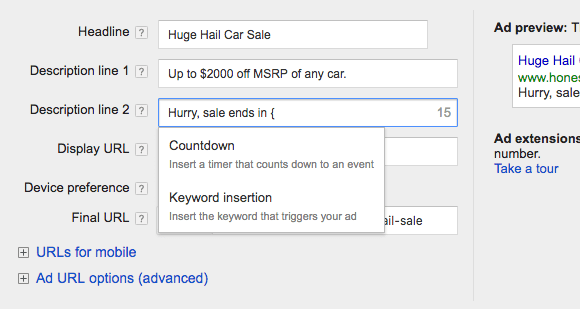 Headline ? Huge Hail Car Sale
Description line 1 ? Up to $2000 off MSRP of any car.
Description line 2 ? Hurry, sale ends in { 15
Display URL ?
Countdown
Insert a timer that counts down to an event
Device preference ?
Keyword insertion
Insert the keyword that triggers your ad
Final URL ? ail-sale
URLs for mobile
Ad URL options (advanced)
Ad preview: T
Huge Hail
www.hones
Hurry, sale
Ad extensions
number.
Take a tour